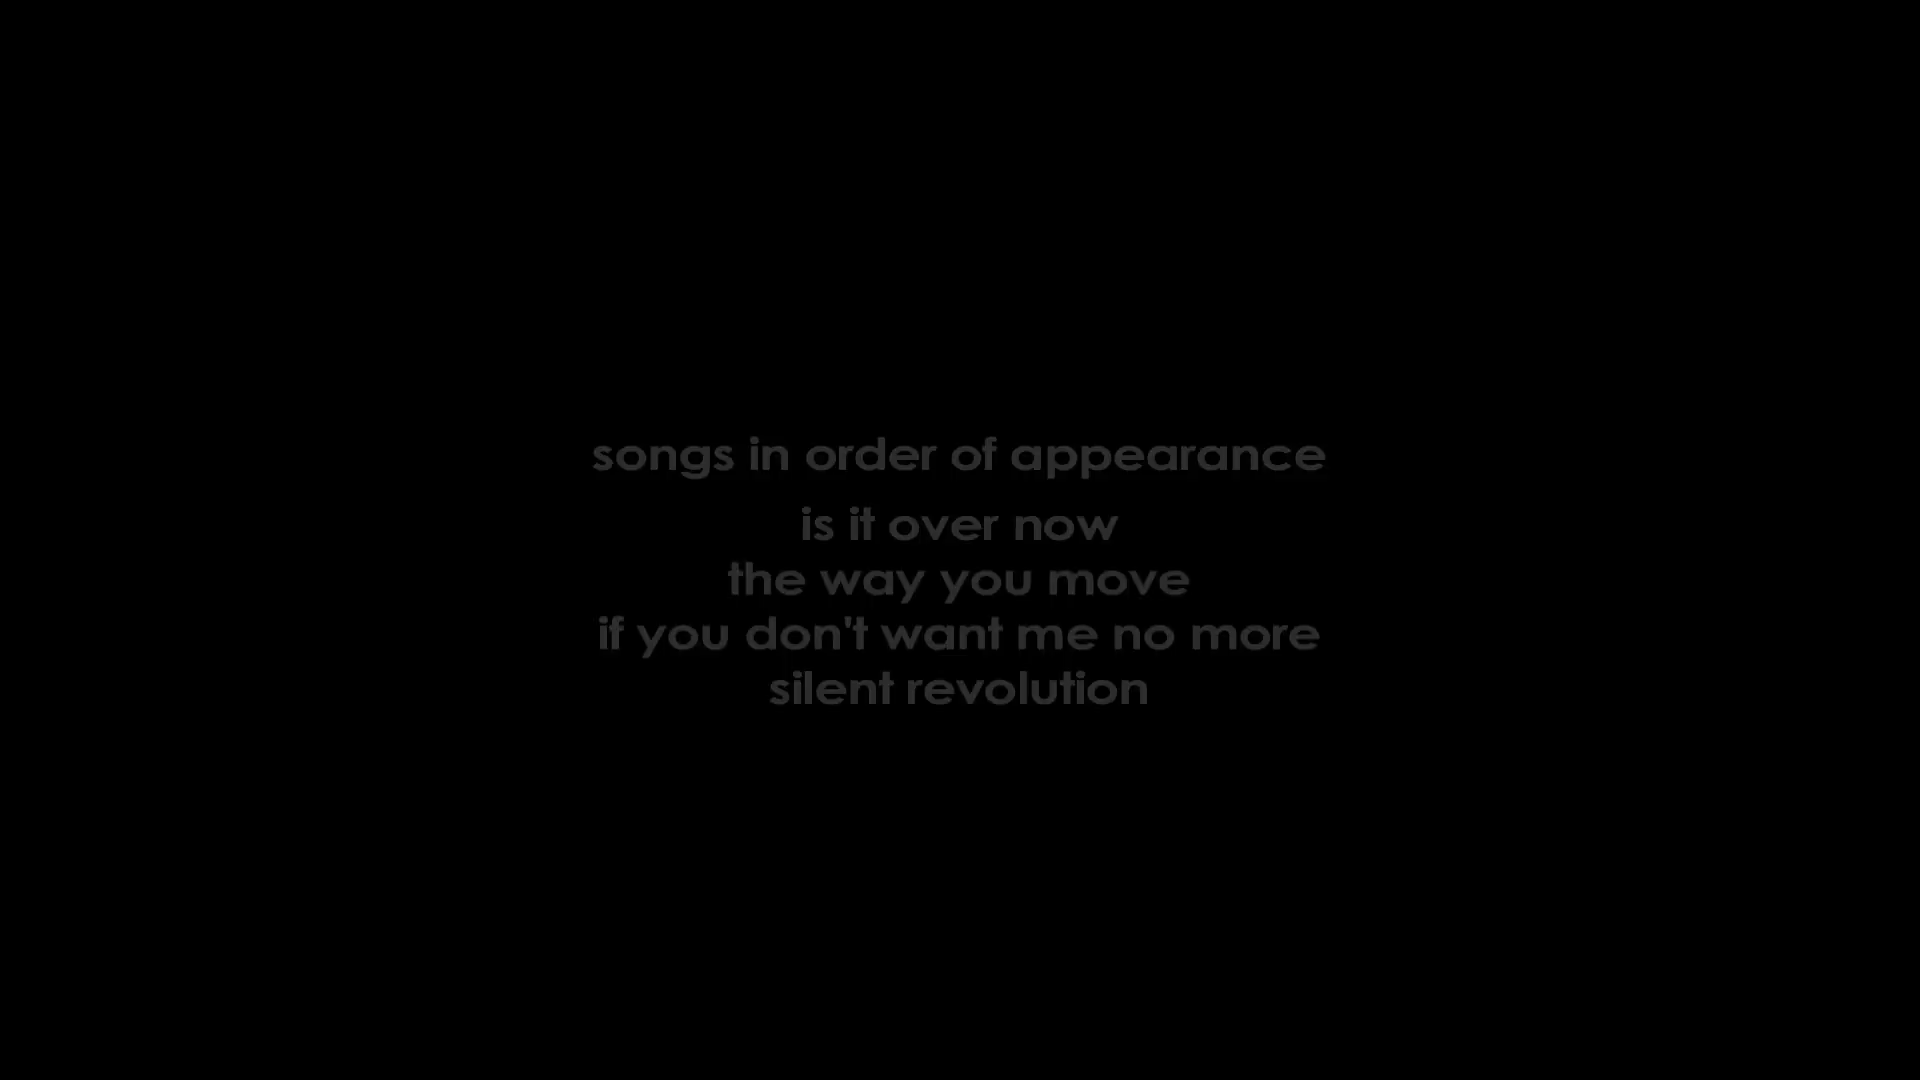 songs in order of appearance
is it over now
the way you move
if you don't want me no more
silent revolution